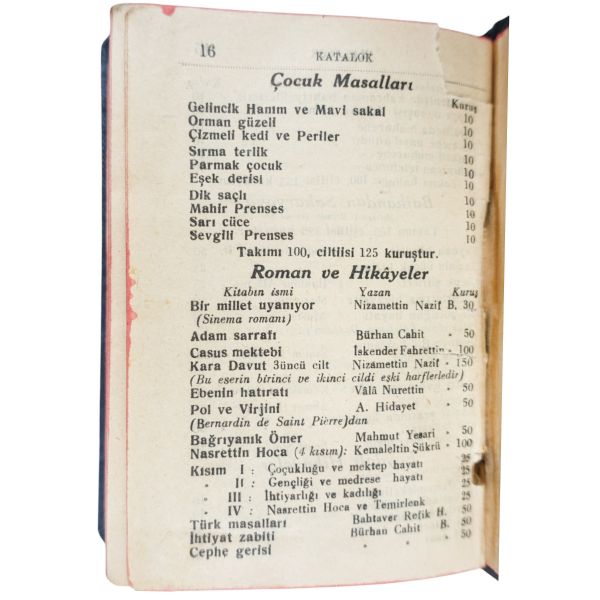 16 KATALOK
Çocuk Masalları
Kuruş
Gelincik Hanım ve Mavi sakal 10
Orman güzeli 10
Çizmeli kedi ve Periler 10
Sırma terlik 10
Parmak çocuk 10
Eşek derisi 10
Dik saçlı 10
Mahir Prenses 10
Sarı cüce 10
Sevgili Prenses 10
Takımı 100, ciltlisi 125 kuruştur.
Roman ve Hikâyeler
Kitabın ismi Yazan Kuruş
Bir millet uyanıyor Nizamettin Nazif B. 30
(Sinema romanı)
Adam sarrafı Bürhan Cahit „ 50
Casus mektebi İskender Fahrettin „ 100
Kara Davut 3üncü cilt Nizamettin Nazif „ 150
(Bu eserin birinci ve ikinci cildi eski harflerledir)
Ebenin hatıratı Vâlâ Nurettin „ 50
Pol ve Virjini A. Hidayet „ 50
(Bernardin de Saint Pierre)dan
Bağrıyanık Ömer Mahmut Yesari „ 50
Nasrettin Hoca (4 kısım): Kemalettin Şükrü „ 100
Kısım I : Çoçukluğu ve mektep hayatı 25
„ II : Gençliği ve medrese hayatı 25
„ III : İhtiyarlığı ve kadılığı 25
„ IV : Nasrettin Hoca ve Temirlenk 25
Türk masalları Bahtaver Refik H. 50
İhtiyat zabiti Bürhan Cahit B. 50
Cephe gerisi „ „ „ 50